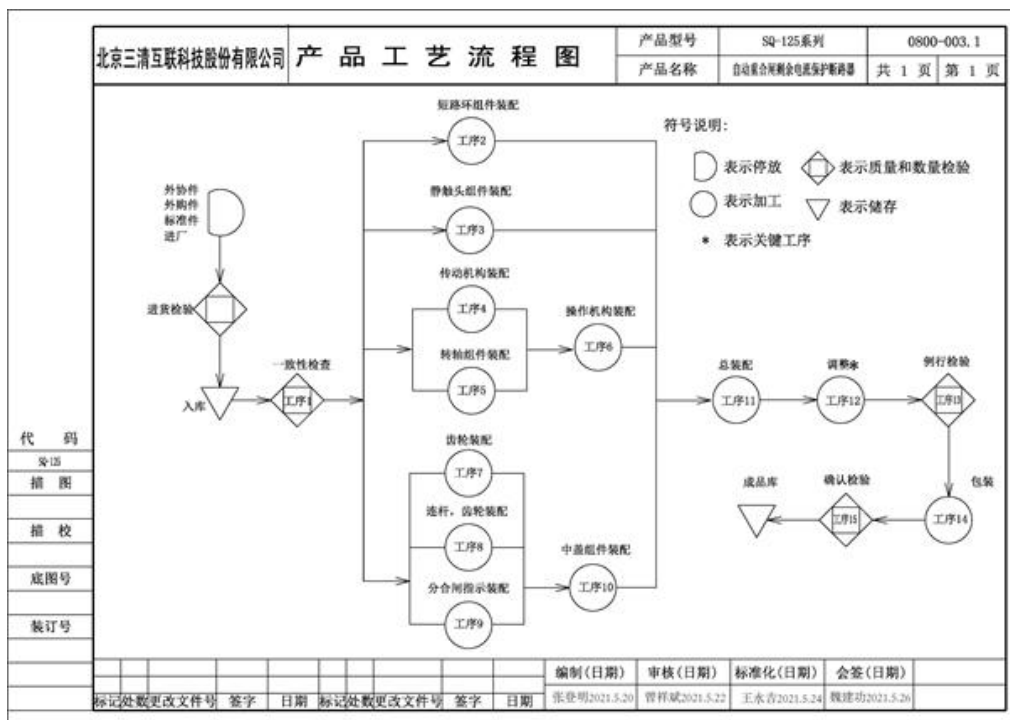 北京三清互联科技股份有限公司
产品工艺流程图
产品型号
SQ-125系列
0800-003.1
产品名称
自动重合闸剩余电流保护断路器
共 1 页 第 1 页
符号说明:
表示停放
表示质量和数量检验
表示加工
表示储存
* 表示关键工序
外协件
外购件
标准件
进厂
进货检验
入库
一致性检查
工序1
短路环组件装配
工序2
静触头组件装配
工序3
传动机构装配
工序4
转轴组件装配
工序5
操作机构装配
工序6
齿轮装配
工序7
连杆，齿轮装配
工序8
分合闸指示装配
工序9
中盖组件装配
工序10
总装配
工序11
调整*
工序12
例行检验
工序13
包装
工序14
确认检验
工序15
成品库
代 码
SQ-125
描 图
描 校
底图号
装订号
标记 处数 更改文件号 签字 日期 标记 处数 更改文件号 签字 日期
编制(日期) 审核(日期) 标准化(日期) 会签(日期)
张登明2021.5.20 曾祥斌2021.5.22 王永吉2021.5.24 魏建功2021.5.26